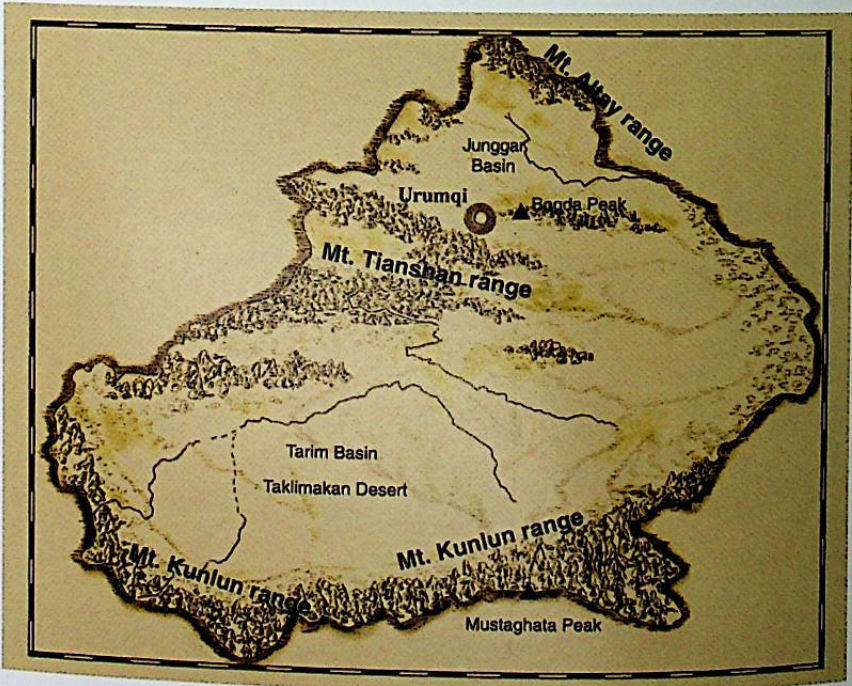 Mt. Altay range
Junggar
Basin
Urumqi
Bogda Peak
Mt. Tianshan range
Tarim Basin
Taklimakan Desert
Mt. Kunlun range
Mt. Kunlun range
Mustaghata Peak